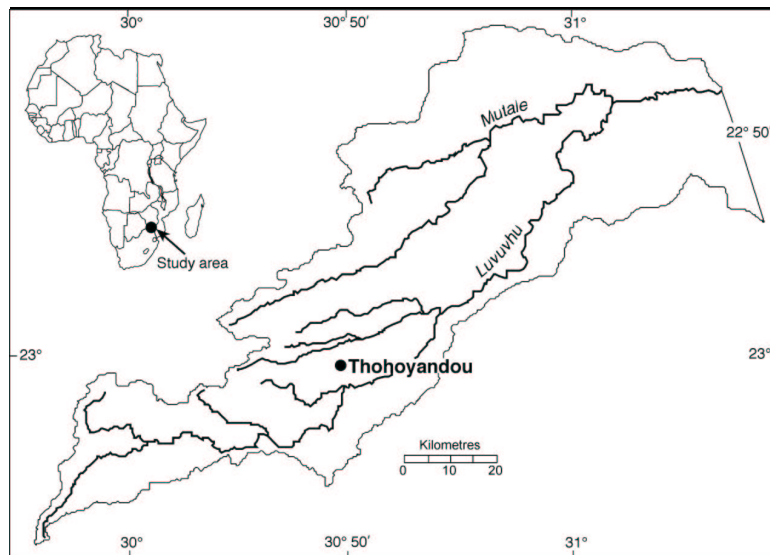 30°
30° 50′
31°
Mutale
22° 50′
Luvuvhu
Study area
23°
23°
Thohoyandou
Kilometres
0 10 20
30°
30° 50′
31°